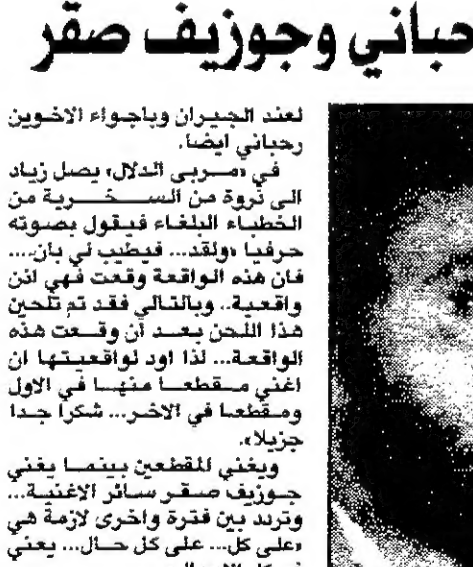 حباني وجوزيف صقر
لعند الجيران وباجواء الاخوين
رحباني ايضا.
في «مربى الدلال» يصل زياد
الى ذروة من السخرية من
الخطباء البلغاء فيقول بصوته
حرفيا «ولقد... فيطيب لي بان....
فان هذه الواقعة وقعت فهي اذن
واقعية.. وبالتالي فقد تم تلحين
هذا اللحن بعد أن وقعت هذه
الواقعة... لذا اود لواقعيتها ان
اغني مقطعا منها في الاول
ومقطعا في الاخر... شكرا جدا
جزيلا».
ويغني المقطعين بينما يغني
جوزيف صقر سائر الاغنية...
وتردد بين فترة واخرى لازمة هي
«على كل... على كل حال... يعني